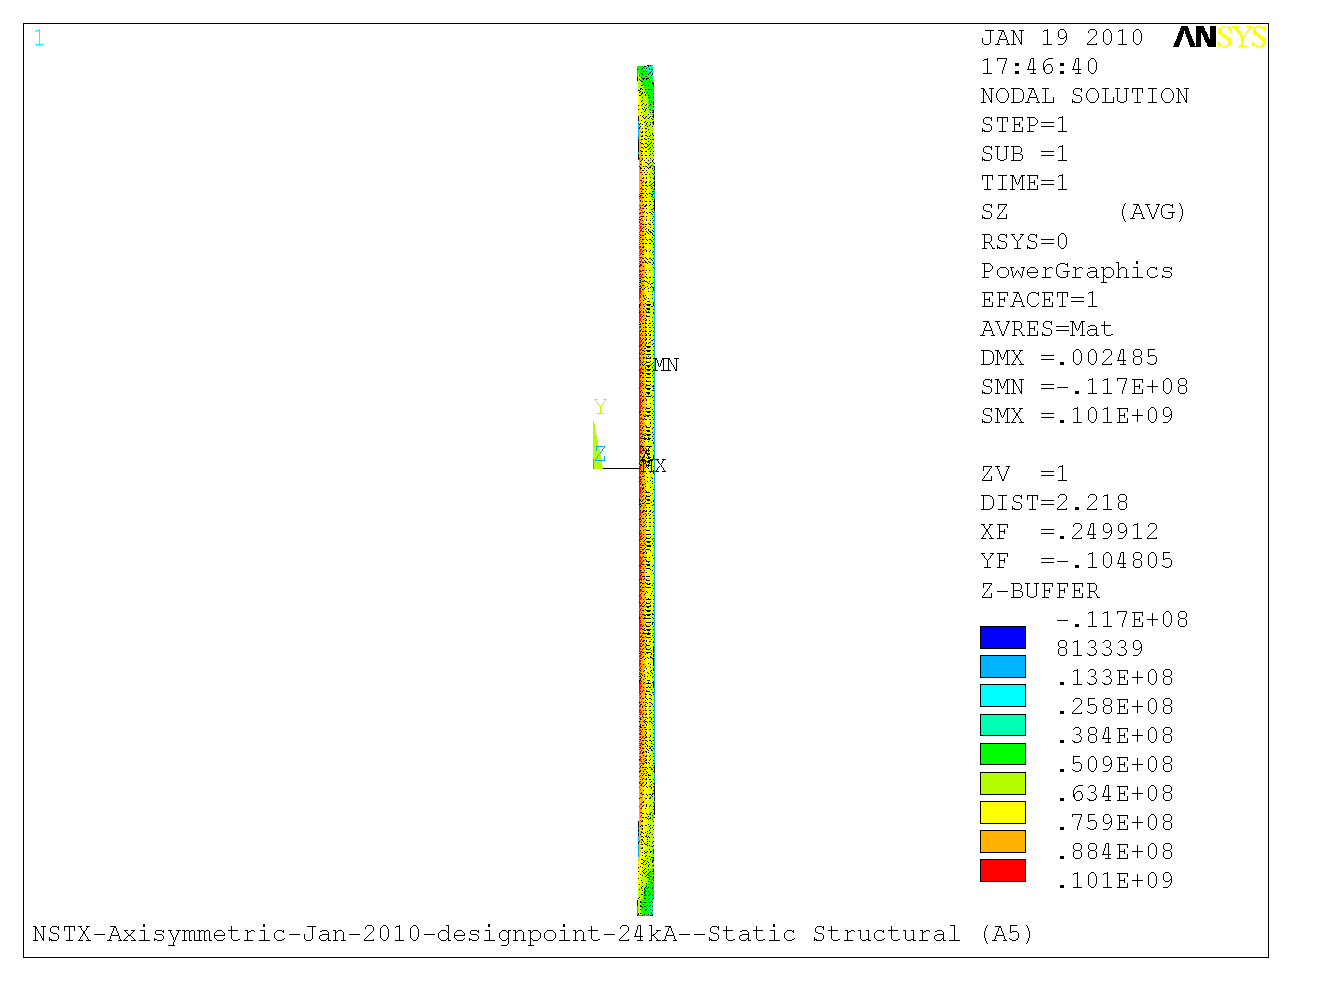 1
JAN 19 2010 ANSYS
17:46:40
NODAL SOLUTION
STEP=1
SUB =1
TIME=1
SZ (AVG)
RSYS=0
PowerGraphics
EFACET=1
AVRES=Mat
DMX =.002485
SMN =-.117E+08
SMX =.101E+09
MN
Y
Z
X
MX
ZV =1
DIST=2.218
XF =.249912
YF =-.104805
Z-BUFFER
-.117E+08
813339
.133E+08
.258E+08
.384E+08
.509E+08
.634E+08
.759E+08
.884E+08
.101E+09
NSTX-Axisymmetric-Jan-2010-designpoint-24kA--Static Structural (A5)